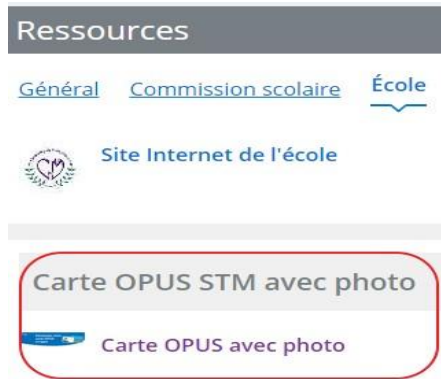 Ressources
Général Commission scolaire École
Site Internet de l'école
Carte OPUS STM avec photo
Carte OPUS avec photo